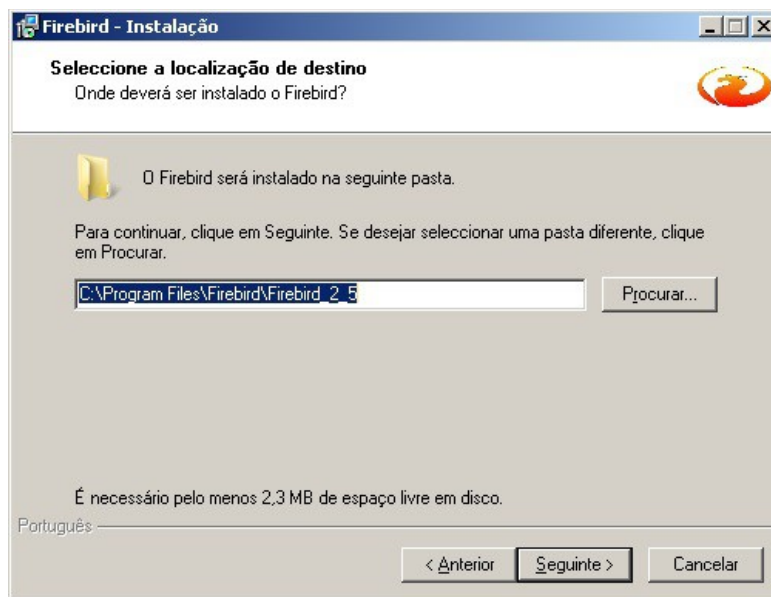 Firebird - Instalação
Seleccione a localização de destino
Onde deverá ser instalado o Firebird?
O Firebird será instalado na seguinte pasta.
Para continuar, clique em Seguinte. Se desejar seleccionar uma pasta diferente, clique
em Procurar.
C:\Program Files\Firebird\Firebird_2_5
Procurar...
É necessário pelo menos 2,3 MB de espaço livre em disco.
Português
< Anterior
Seguinte >
Cancelar